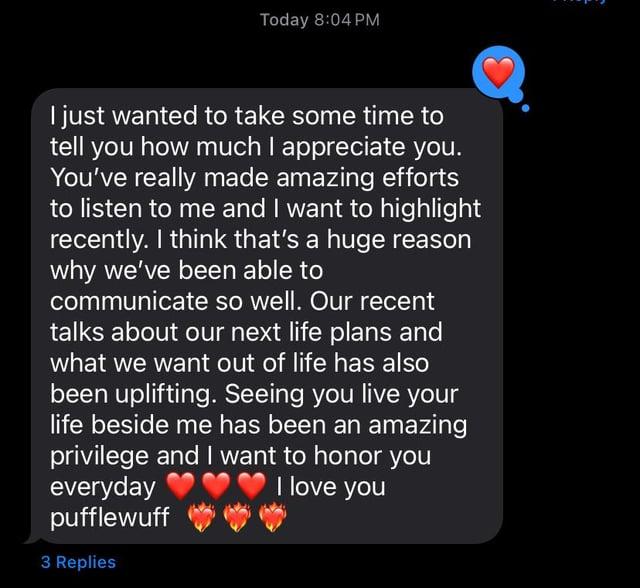 Today 8:04 PM
I just wanted to take some time to
tell you how much I appreciate you.
You’ve really made amazing efforts
to listen to me and I want to highlight
recently. I think that’s a huge reason
why we’ve been able to
communicate so well. Our recent
talks about our next life plans and
what we want out of life has also
been uplifting. Seeing you live your
life beside me has been an amazing
privilege and I want to honor you
everyday ❤️ ❤️ ❤️ I love you
pufflewuff ❤️‍🔥 ❤️‍🔥 ❤️‍🔥
3 Replies